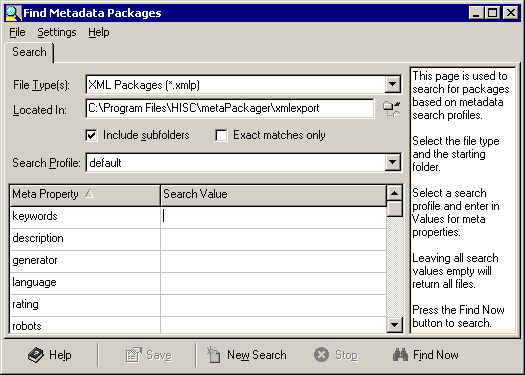 Find Metadata Packages
File Settings Help
Search
File Type(s): XML Packages (*.xmlp)
Located In: C:\Program Files\HISC\metaPackager\xmlexport
Include subfolders Exact matches only
Search Profile: default
Meta Property Search Value
keywords
description
generator
language
rating
robots
This page is used to
search for packages
based on metadata
search profiles.
Select the file type
and the starting
folder.
Select a search
profile and enter in
Values for meta
properties.
Leaving all search
values empty will
return all files.
Press the Find Now
button to search.
Help Save New Search Stop Find Now